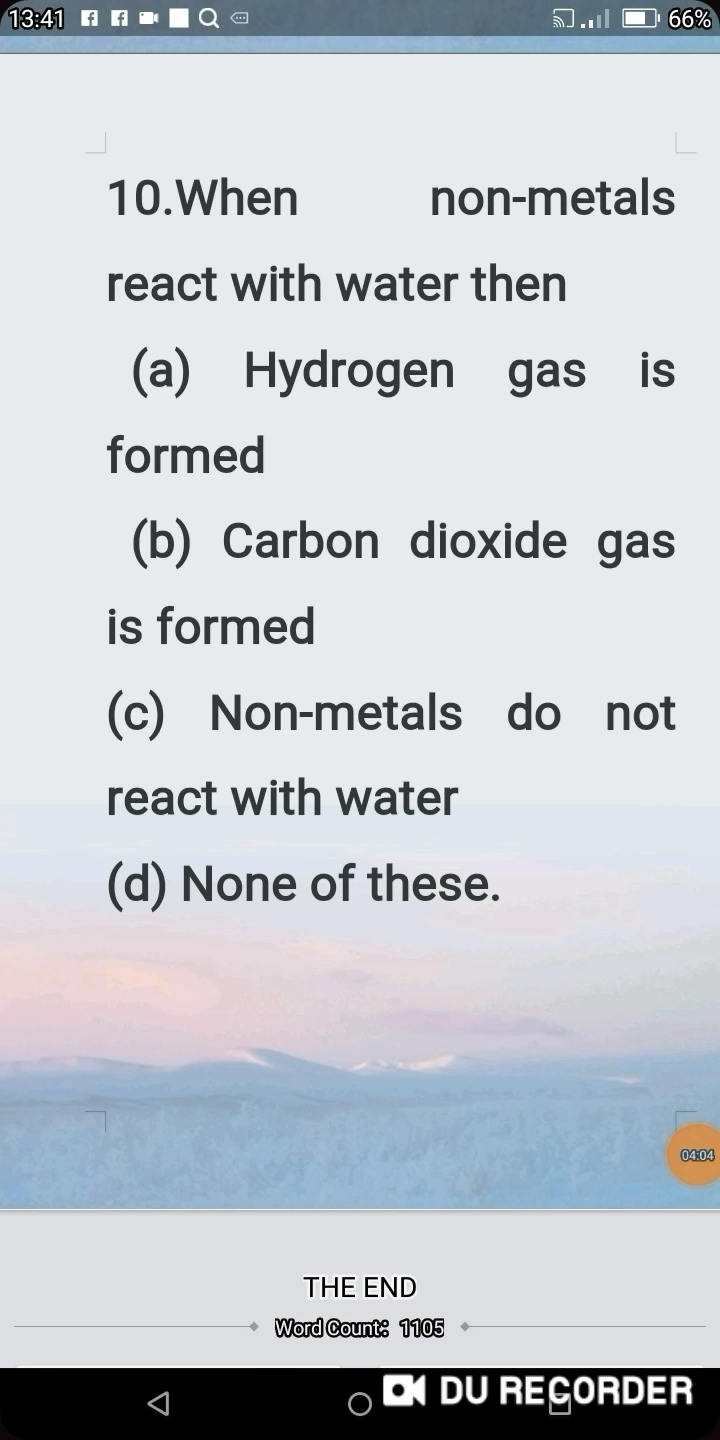 13:41
66%
10.When non-metals
react with water then
(a) Hydrogen gas is
formed
(b) Carbon dioxide gas
is formed
(c) Non-metals do not
react with water
(d) None of these.
04:04
THE END
Word Count: 1105
DU RECORDER